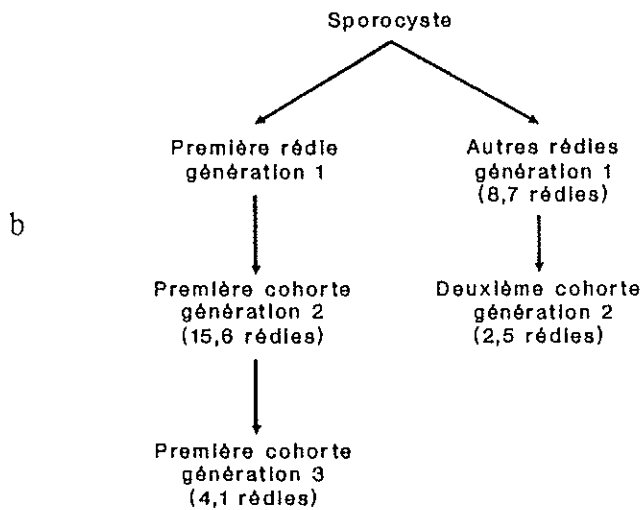 Sporocyste
Première rédie
génération 1
Autres rédies
génération 1
(8,7 rédies)
b
Première cohorte
génération 2
(15,6 rédies)
Deuxième cohorte
génération 2
(2,5 rédies)
Première cohorte
génération 3
(4,1 rédies)